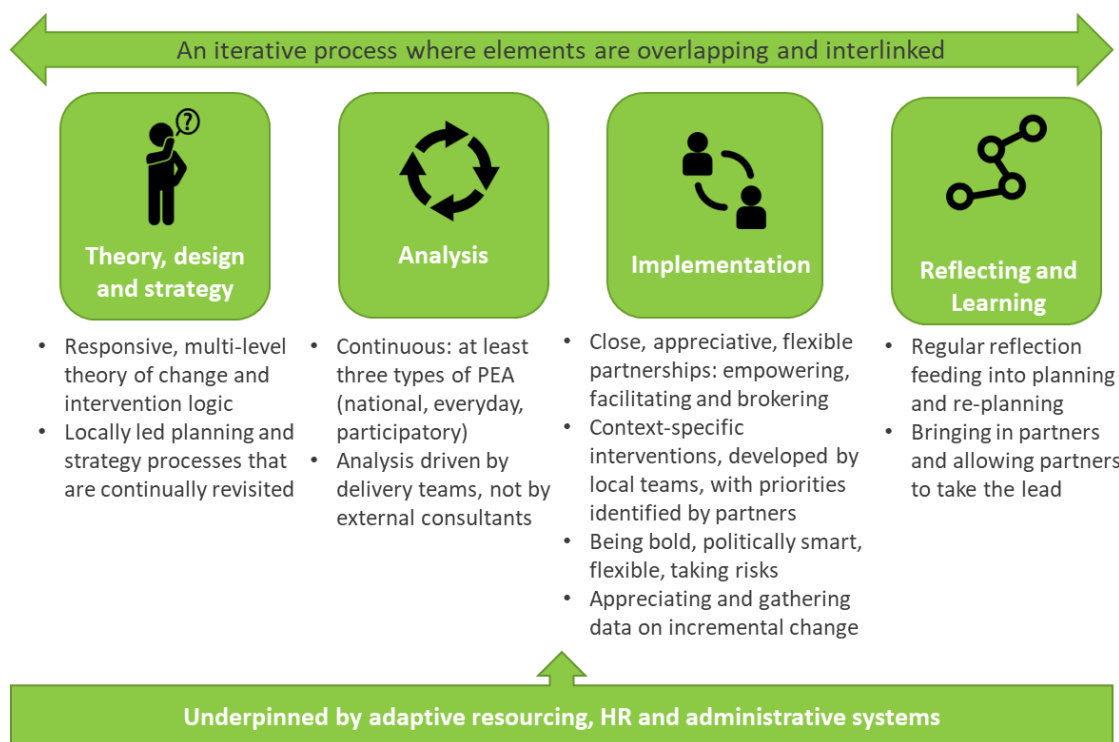 An iterative process where elements are overlapping and interlinked
?
Theory, design
and strategy
• Responsive, multi-level
theory of change and
intervention logic
• Locally led planning and
strategy processes that
are continually revisited
Analysis
• Continuous: at least
three types of PEA
(national, everyday,
participatory)
• Analysis driven by
delivery teams, not by
external consultants
Implementation
• Close, appreciative, flexible
partnerships: empowering,
facilitating and brokering
• Context-specific
interventions, developed by
local teams, with priorities
identified by partners
• Being bold, politically smart,
flexible, taking risks
• Appreciating and gathering
data on incremental change
Reflecting and
Learning
• Regular reflection
feeding into planning
and re-planning
• Bringing in partners
and allowing partners
to take the lead
Underpinned by adaptive resourcing, HR and administrative systems